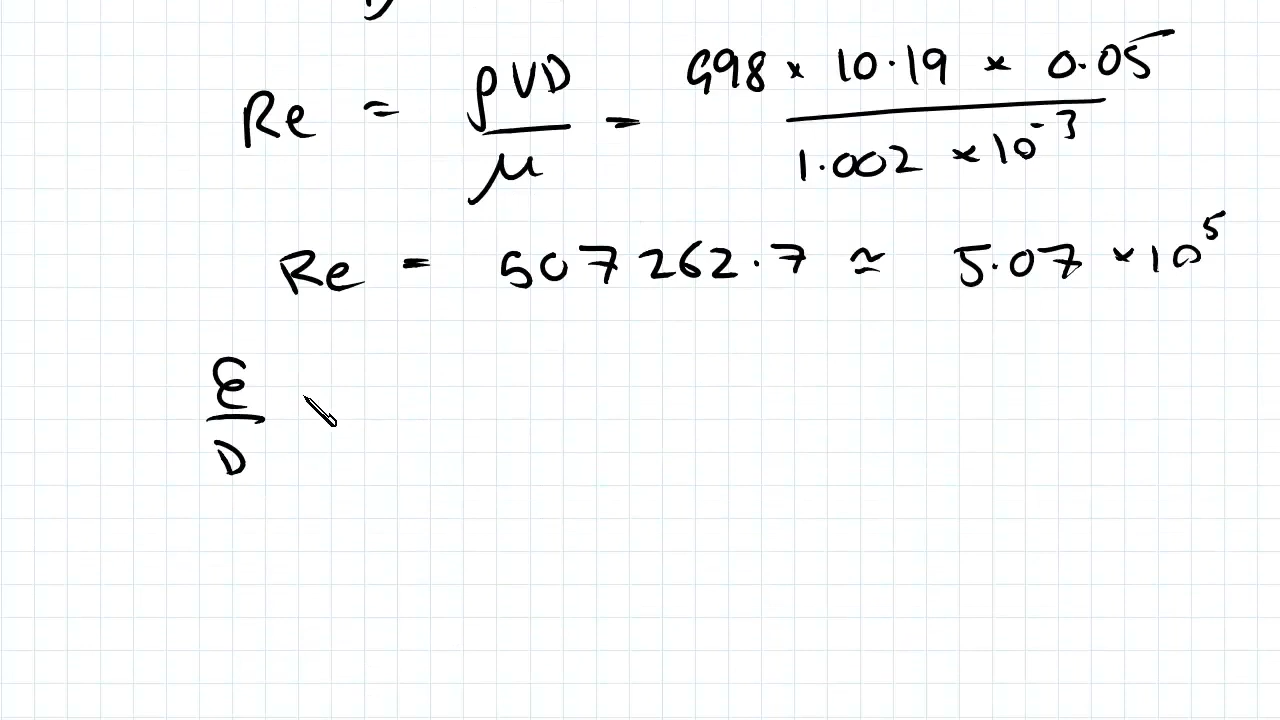 Re = ρVD/μ = 998 × 10.19 × 0.05 / 1.002 × 10⁻³
Re = 507262.7 ≃ 5.07 × 10⁵
ε/D